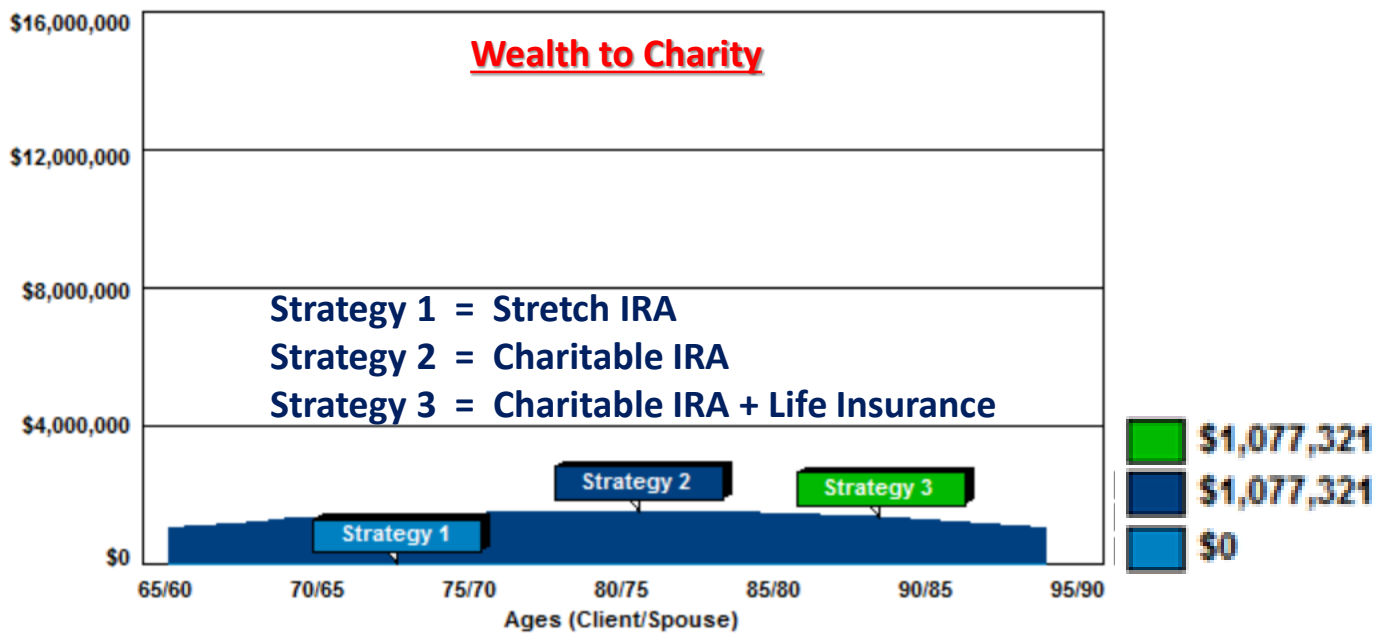 Wealth to Charity
$16,000,000
$12,000,000
$8,000,000
$4,000,000
$0
Strategy 1 = Stretch IRA
Strategy 2 = Charitable IRA
Strategy 3 = Charitable IRA + Life Insurance
Strategy 1
Strategy 2
Strategy 3
65/60 70/65 75/70 80/75 85/80 90/85 95/90
Ages (Client/Spouse)
$1,077,321
$1,077,321
$0